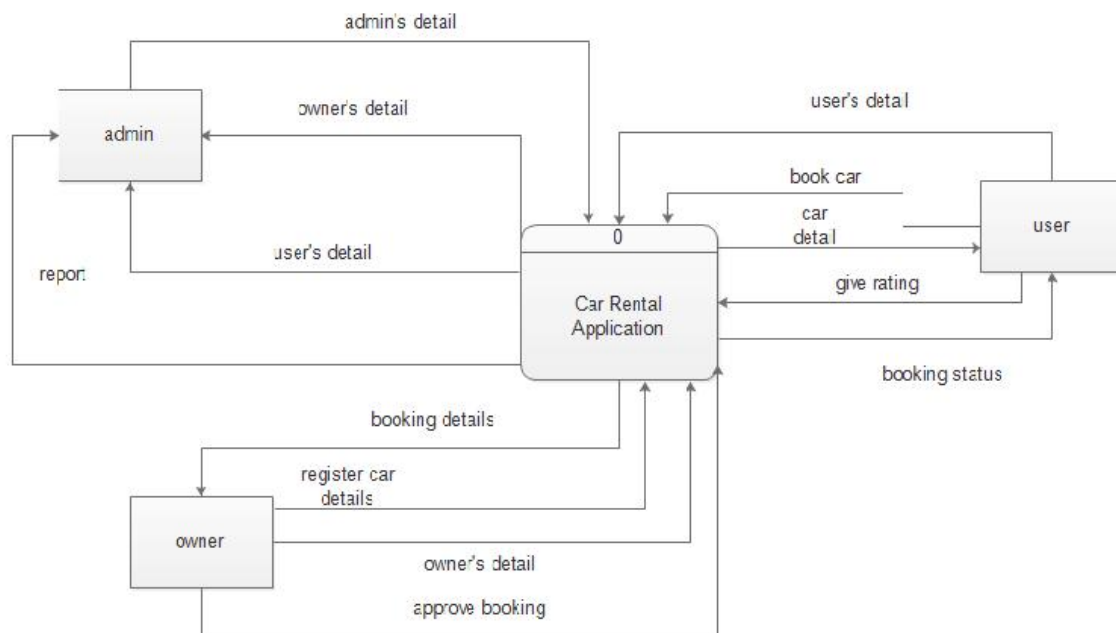 admin's detail
owner's detail
user's detail
admin
book car
car
detail
user
0
user's detail
report
give rating
Car Rental
Application
booking status
booking details
register car
details
owner
owner's detail
approve booking